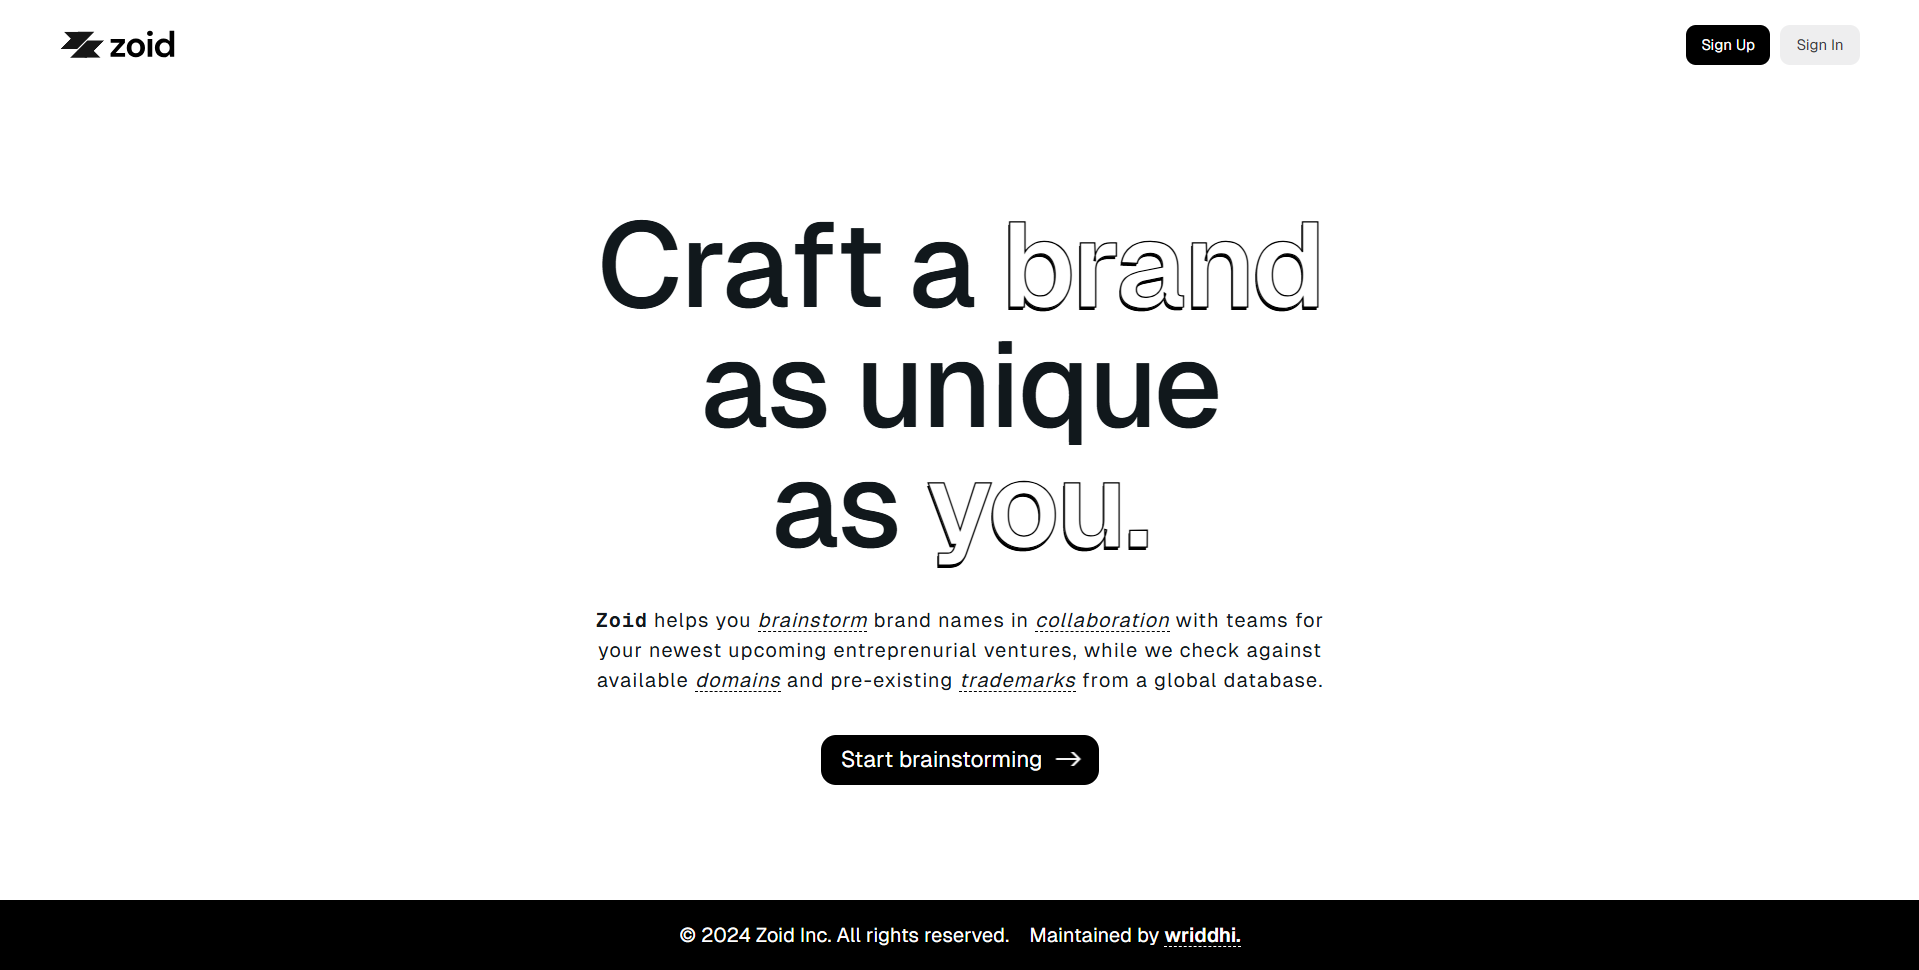 zoid
Sign Up
Sign In
Craft a brand
as unique
as you.
Zoid helps you brainstorm brand names in collaboration with teams for
your newest upcoming entreprenurial ventures, while we check against
available domains and pre-existing trademarks from a global database.
Start brainstorming →
© 2024 Zoid Inc. All rights reserved. Maintained by wriddhi.